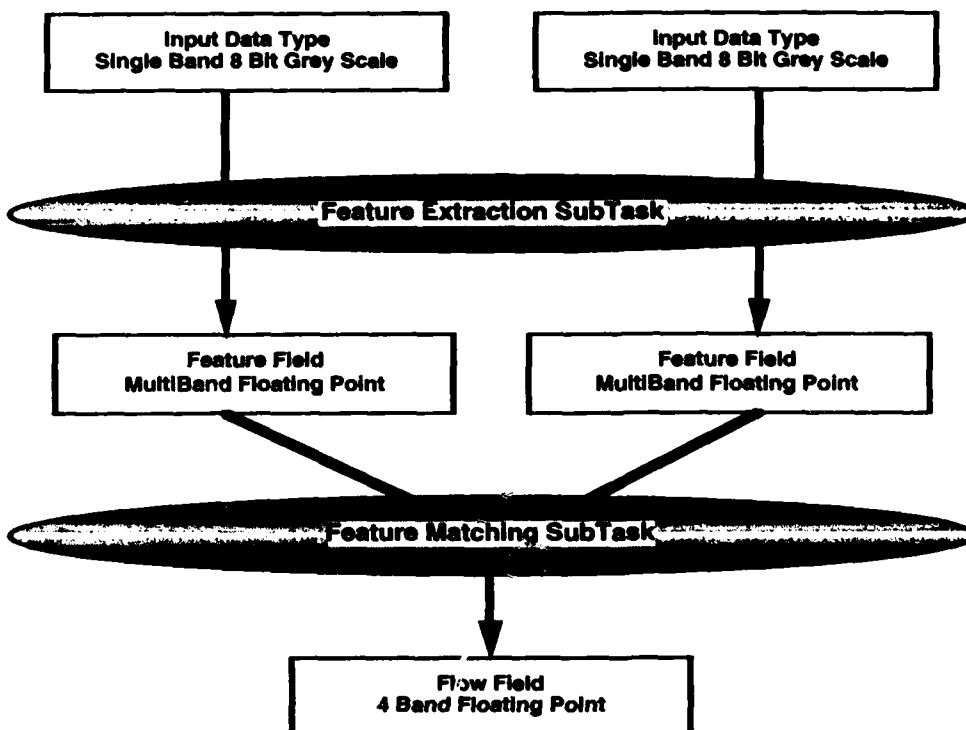 Input Data Type
Single Band 8 Bit Grey Scale
Input Data Type
Single Band 8 Bit Grey Scale
Feature Extraction SubTask
Feature Field
MultiBand Floating Point
Feature Field
MultiBand Floating Point
Feature Matching SubTask
Flow Field
4 Band Floating Point